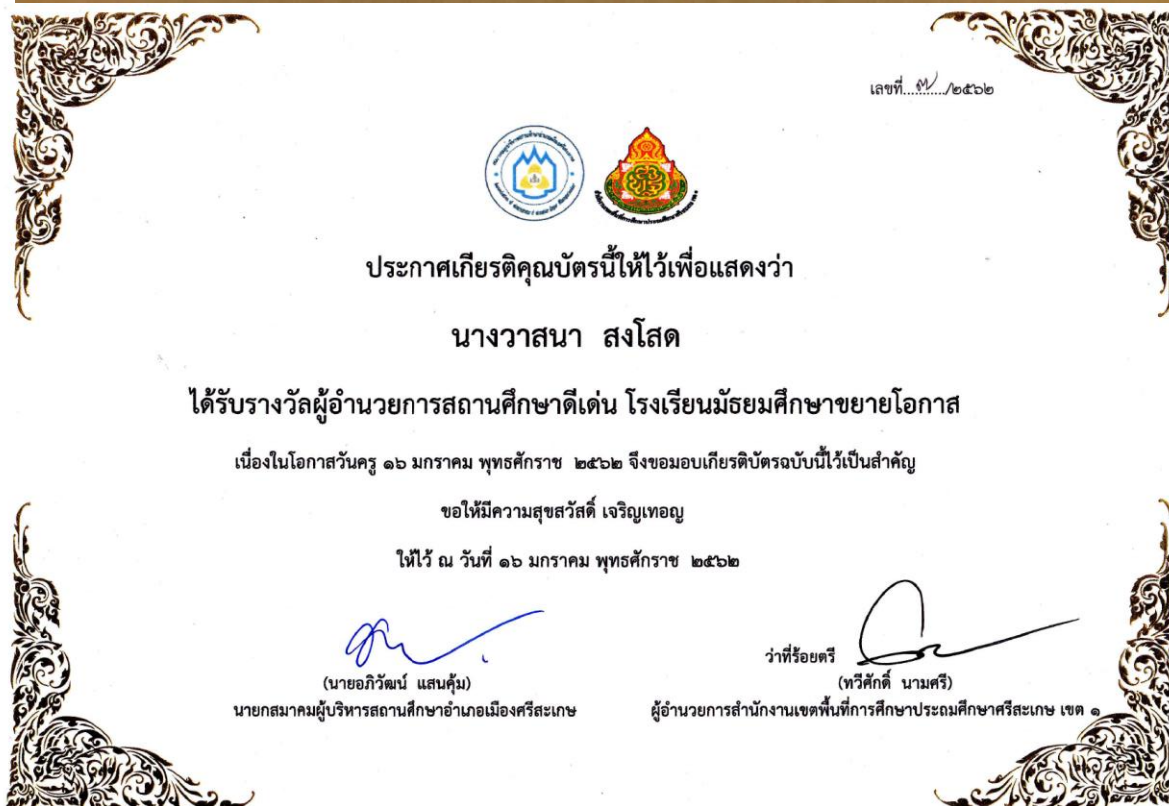 เลขที่...๗.../๒๕๖๒
ประกาศเกียรติคุณบัตรนี้ให้ไว้เพื่อแสดงว่า
นางวาสนา สงโสด
ได้รับรางวัลผู้อำนวยการสถานศึกษาดีเด่น โรงเรียนมัธยมศึกษาขยายโอกาส
เนื่องในโอกาสวันครู ๑๖ มกราคม พุทธศักราช ๒๕๖๒ จึงขอมอบเกียรติบัตรฉบับนี้ไว้เป็นสำคัญ
ขอให้มีความสุขสวัสดิ์ เจริญเทอญ
ให้ไว้ ณ วันที่ ๑๖ มกราคม พุทธศักราช ๒๕๖๒
ว่าที่ร้อยตรี
(นายอภิวัฒน์ แสนคุ้ม) (ทวีศักดิ์ นามศรี)
นายกสมาคมผู้บริหารสถานศึกษาอำเภอเมืองศรีสะเกษ ผู้อำนวยการสำนักงานเขตพื้นที่การศึกษาประถมศึกษาศรีสะเกษ เขต ๑